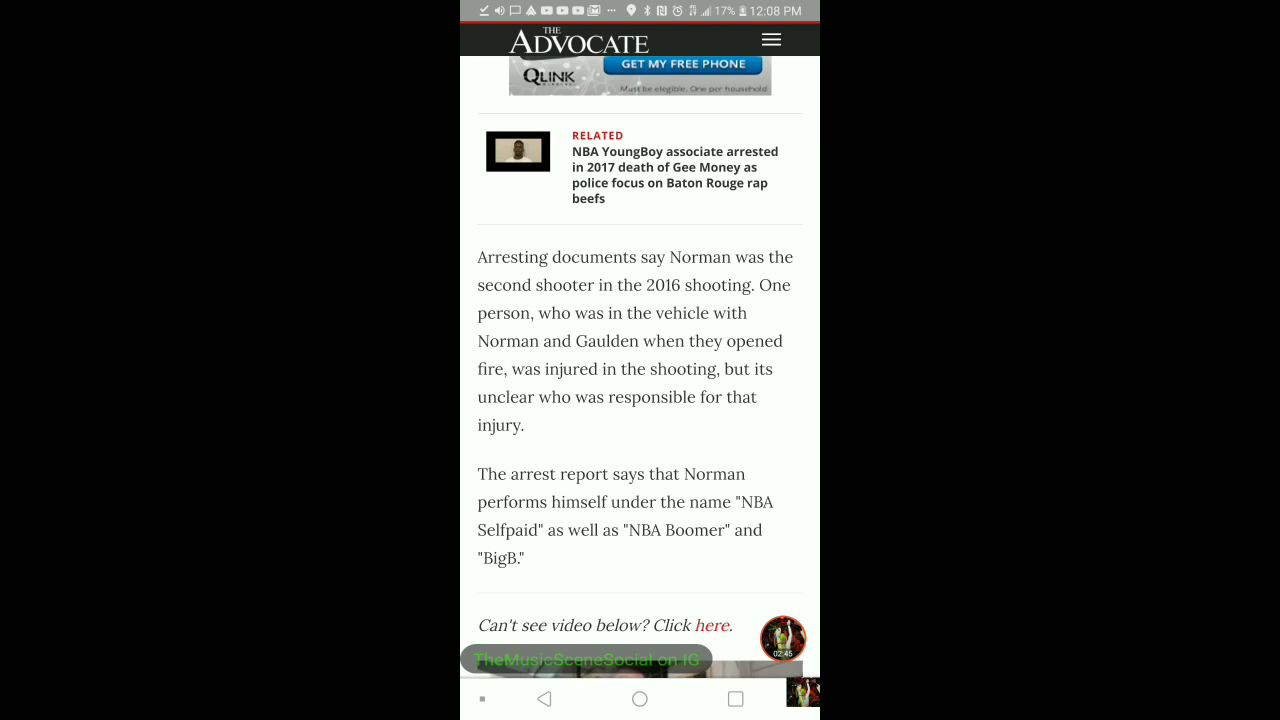 17% 12:08 PM
THE
ADVOCATE
QLINK
GET MY FREE PHONE
Must be elegible. One per household.
RELATED
NBA YoungBoy associate arrested
in 2017 death of Gee Money as
police focus on Baton Rouge rap
beefs
Arresting documents say Norman was the
second shooter in the 2016 shooting. One
person, who was in the vehicle with
Norman and Gaulden when they opened
fire, was injured in the shooting, but its
unclear who was responsible for that
injury.
The arrest report says that Norman
performs himself under the name "NBA
Selfpaid" as well as "NBA Boomer" and
"BigB."
Can't see video below? Click here.
02:45
TheMusicSceneSocial on IG